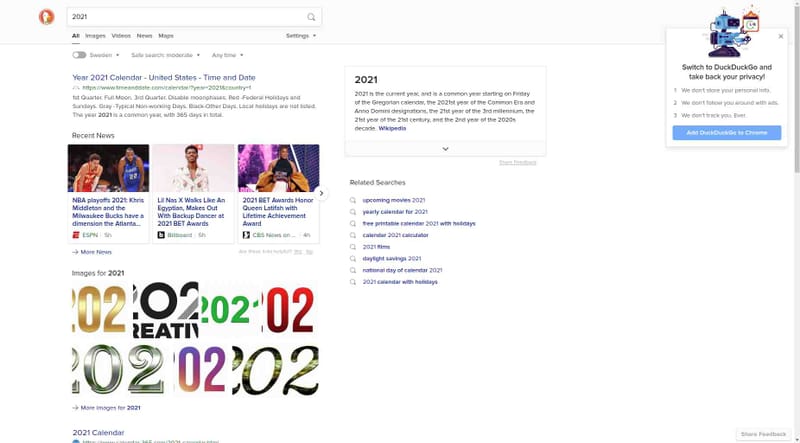 2021
All Images Videos News Maps
Settings
Sweden
Safe search: moderate
Any time
Year 2021 Calendar - United States - Time and Date
https://www.timeanddate.com/calendar/?year=2021&country=1
1st Quarter. Full Moon. 3rd Quarter. Disable moonphases. Red -Federal Holidays and
Sundays. Gray -Typical Non-working Days. Black-Other Days. Local holidays are not listed.
The year 2021 is a common year, with 365 days in total.
Recent News
NBA playoffs 2021: Khris
Middleton and the
Milwaukee Bucks have a
dimension the Atlanta...
ESPN · 5h
Lil Nas X Walks Like An
Egyptian, Makes Out
With Backup Dancer at
2021 BET Awards
Billboard · 5h
2021 BET Awards Honor
Queen Latifah with
Lifetime Achievement
Award
CBS News on ... · 4h
More News
Are these links helpful? Yes No
Images for 2021
202
202
CREATIV
2021
202
202
202
202
More Images for 2021
2021 Calendar
2021
2021 is the current year, and is a common year starting on Friday
of the Gregorian calendar, the 2021st year of the Common Era and
Anno Domini designations, the 21st year of the 3rd millennium, the
21st year of the 21st century, and the 2nd year of the 2020s
decade. Wikipedia
Share Feedback
Related Searches
upcoming movies 2021
yearly calendar for 2021
free printable calendar 2021 with holidays
calendar 2021 calculator
2021 films
daylight savings 2021
national day of calendar 2021
2021 calendar with holidays
Switch to DuckDuckGo and
take back your privacy!
1 We don't store your personal info.
2 We don't follow you around with ads.
3 We don't track you. Ever.
Add DuckDuckGo to Chrome
Share Feedback